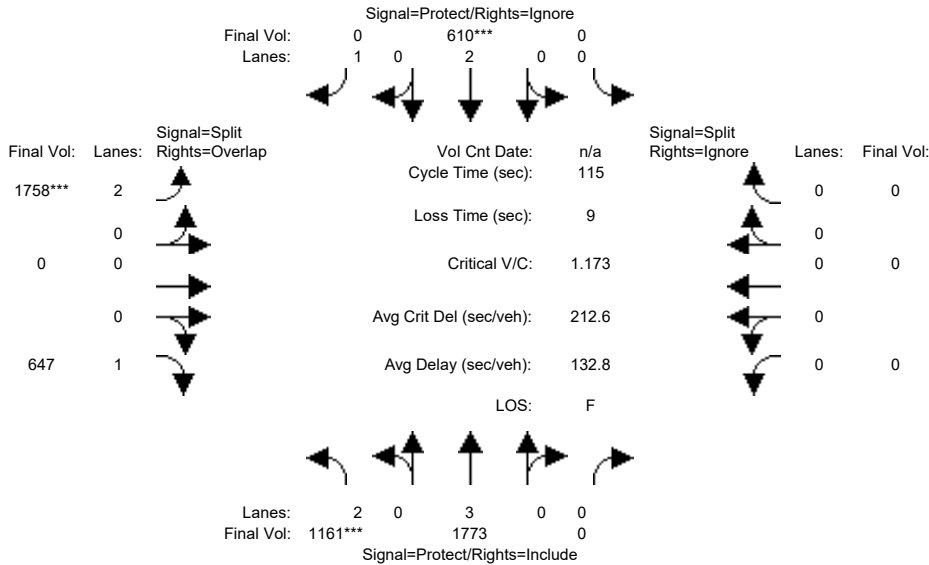 Signal=Protect/Rights=Ignore
Final Vol: 0 610*** 0
Lanes: 1 0 2 0 0
Signal=Split Signal=Split
Final Vol: Lanes: Rights=Overlap Vol Cnt Date: n/a Rights=Ignore Lanes: Final Vol:
Cycle Time (sec): 115
1758*** 2 0 0
Loss Time (sec): 9
0 0
0 0 Critical V/C: 1.173 0 0
0 Avg Crit Del (sec/veh): 212.6 0
647 1 Avg Delay (sec/veh): 132.8 0 0
LOS: F
Lanes: 2 0 3 0 0
Final Vol: 1161*** 1773 0
Signal=Protect/Rights=Include